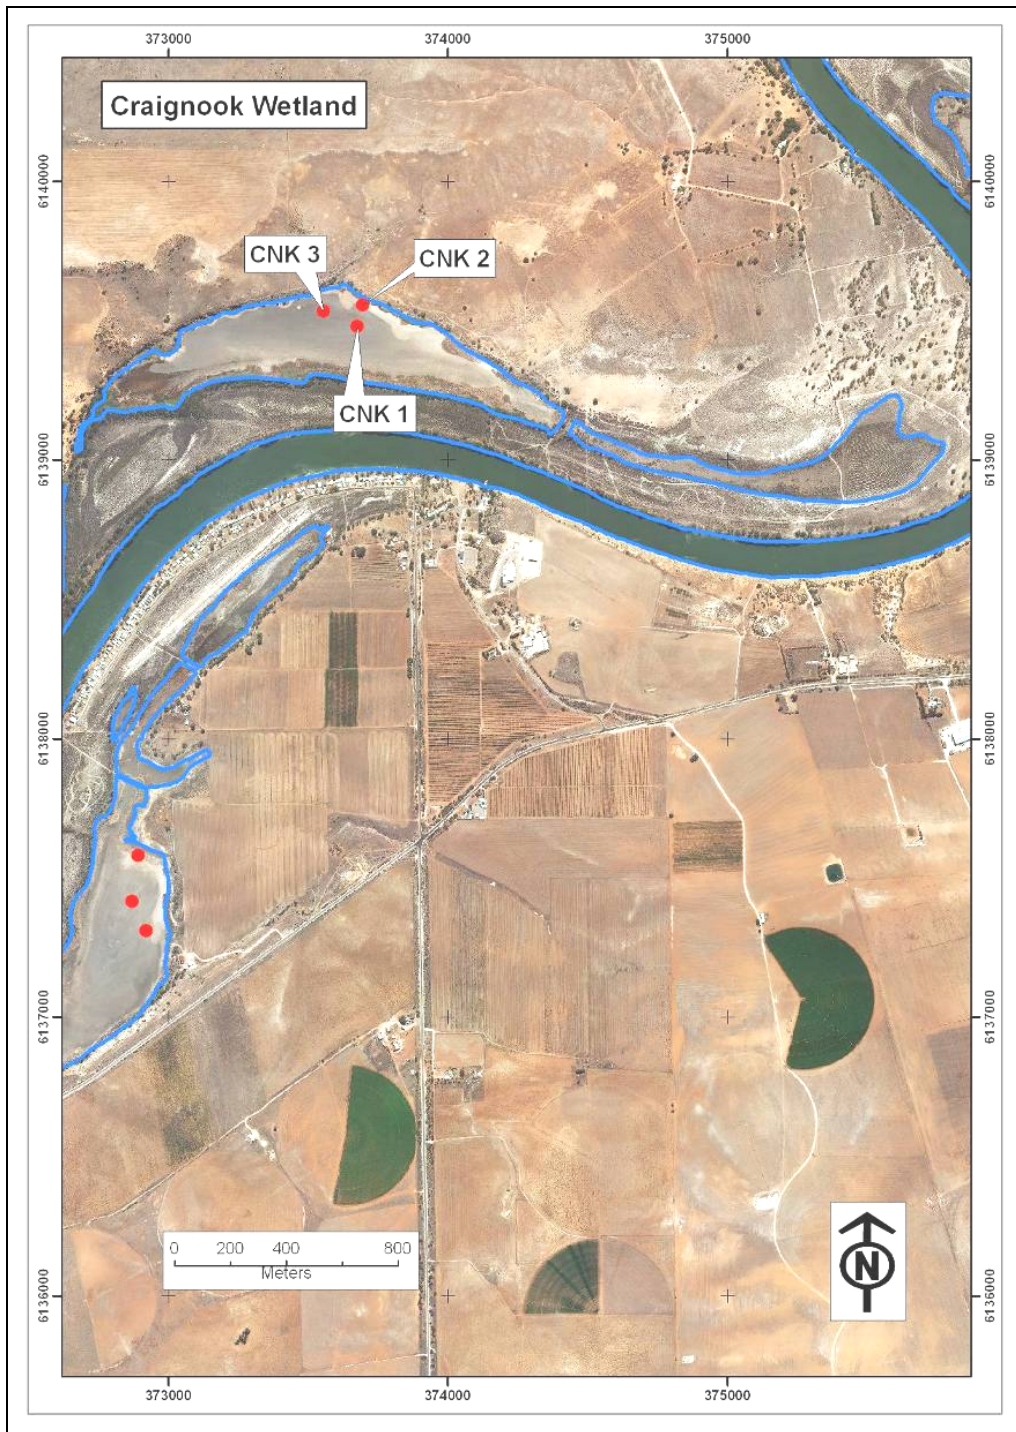 373000 374000 375000
Craignook Wetland
6140000 6140000
CNK 3 CNK 2
CNK 1
6139000 6139000
6138000 6138000
6137000 6137000
0 200 400 800
Meters
N
6136000 6136000
373000 374000 375000